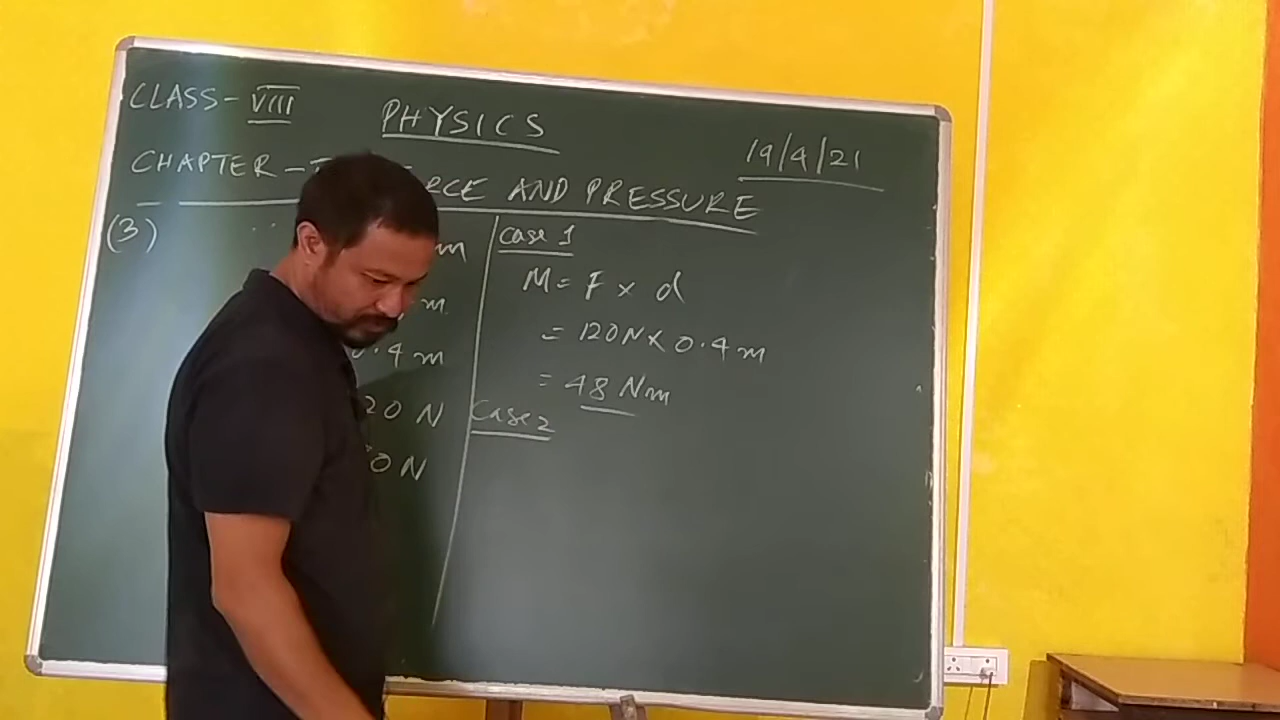 CLASS - VIII
PHYSICS
19/4/21
CHAPTER - RCE AND PRESSURE
(3)
m
m
0.4 m
20 N
0 N
Case 1
M = F x d
= 120N x 0.4 m
= 48 Nm
Case 2